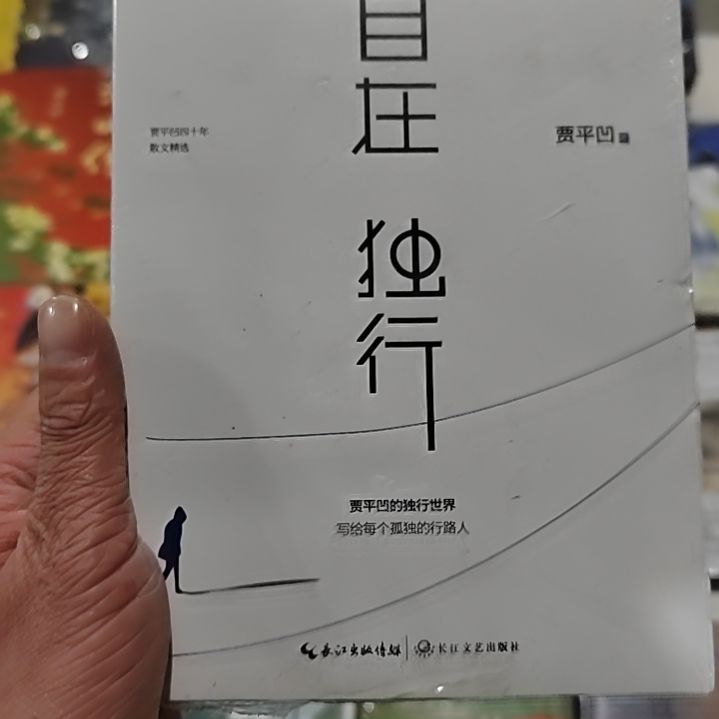 自在
独行
贾平凹四十年
散文精选
贾平凹 著
贾平凹的独行世界
写给每个孤独的行路人
长江出版传媒 长江文艺出版社